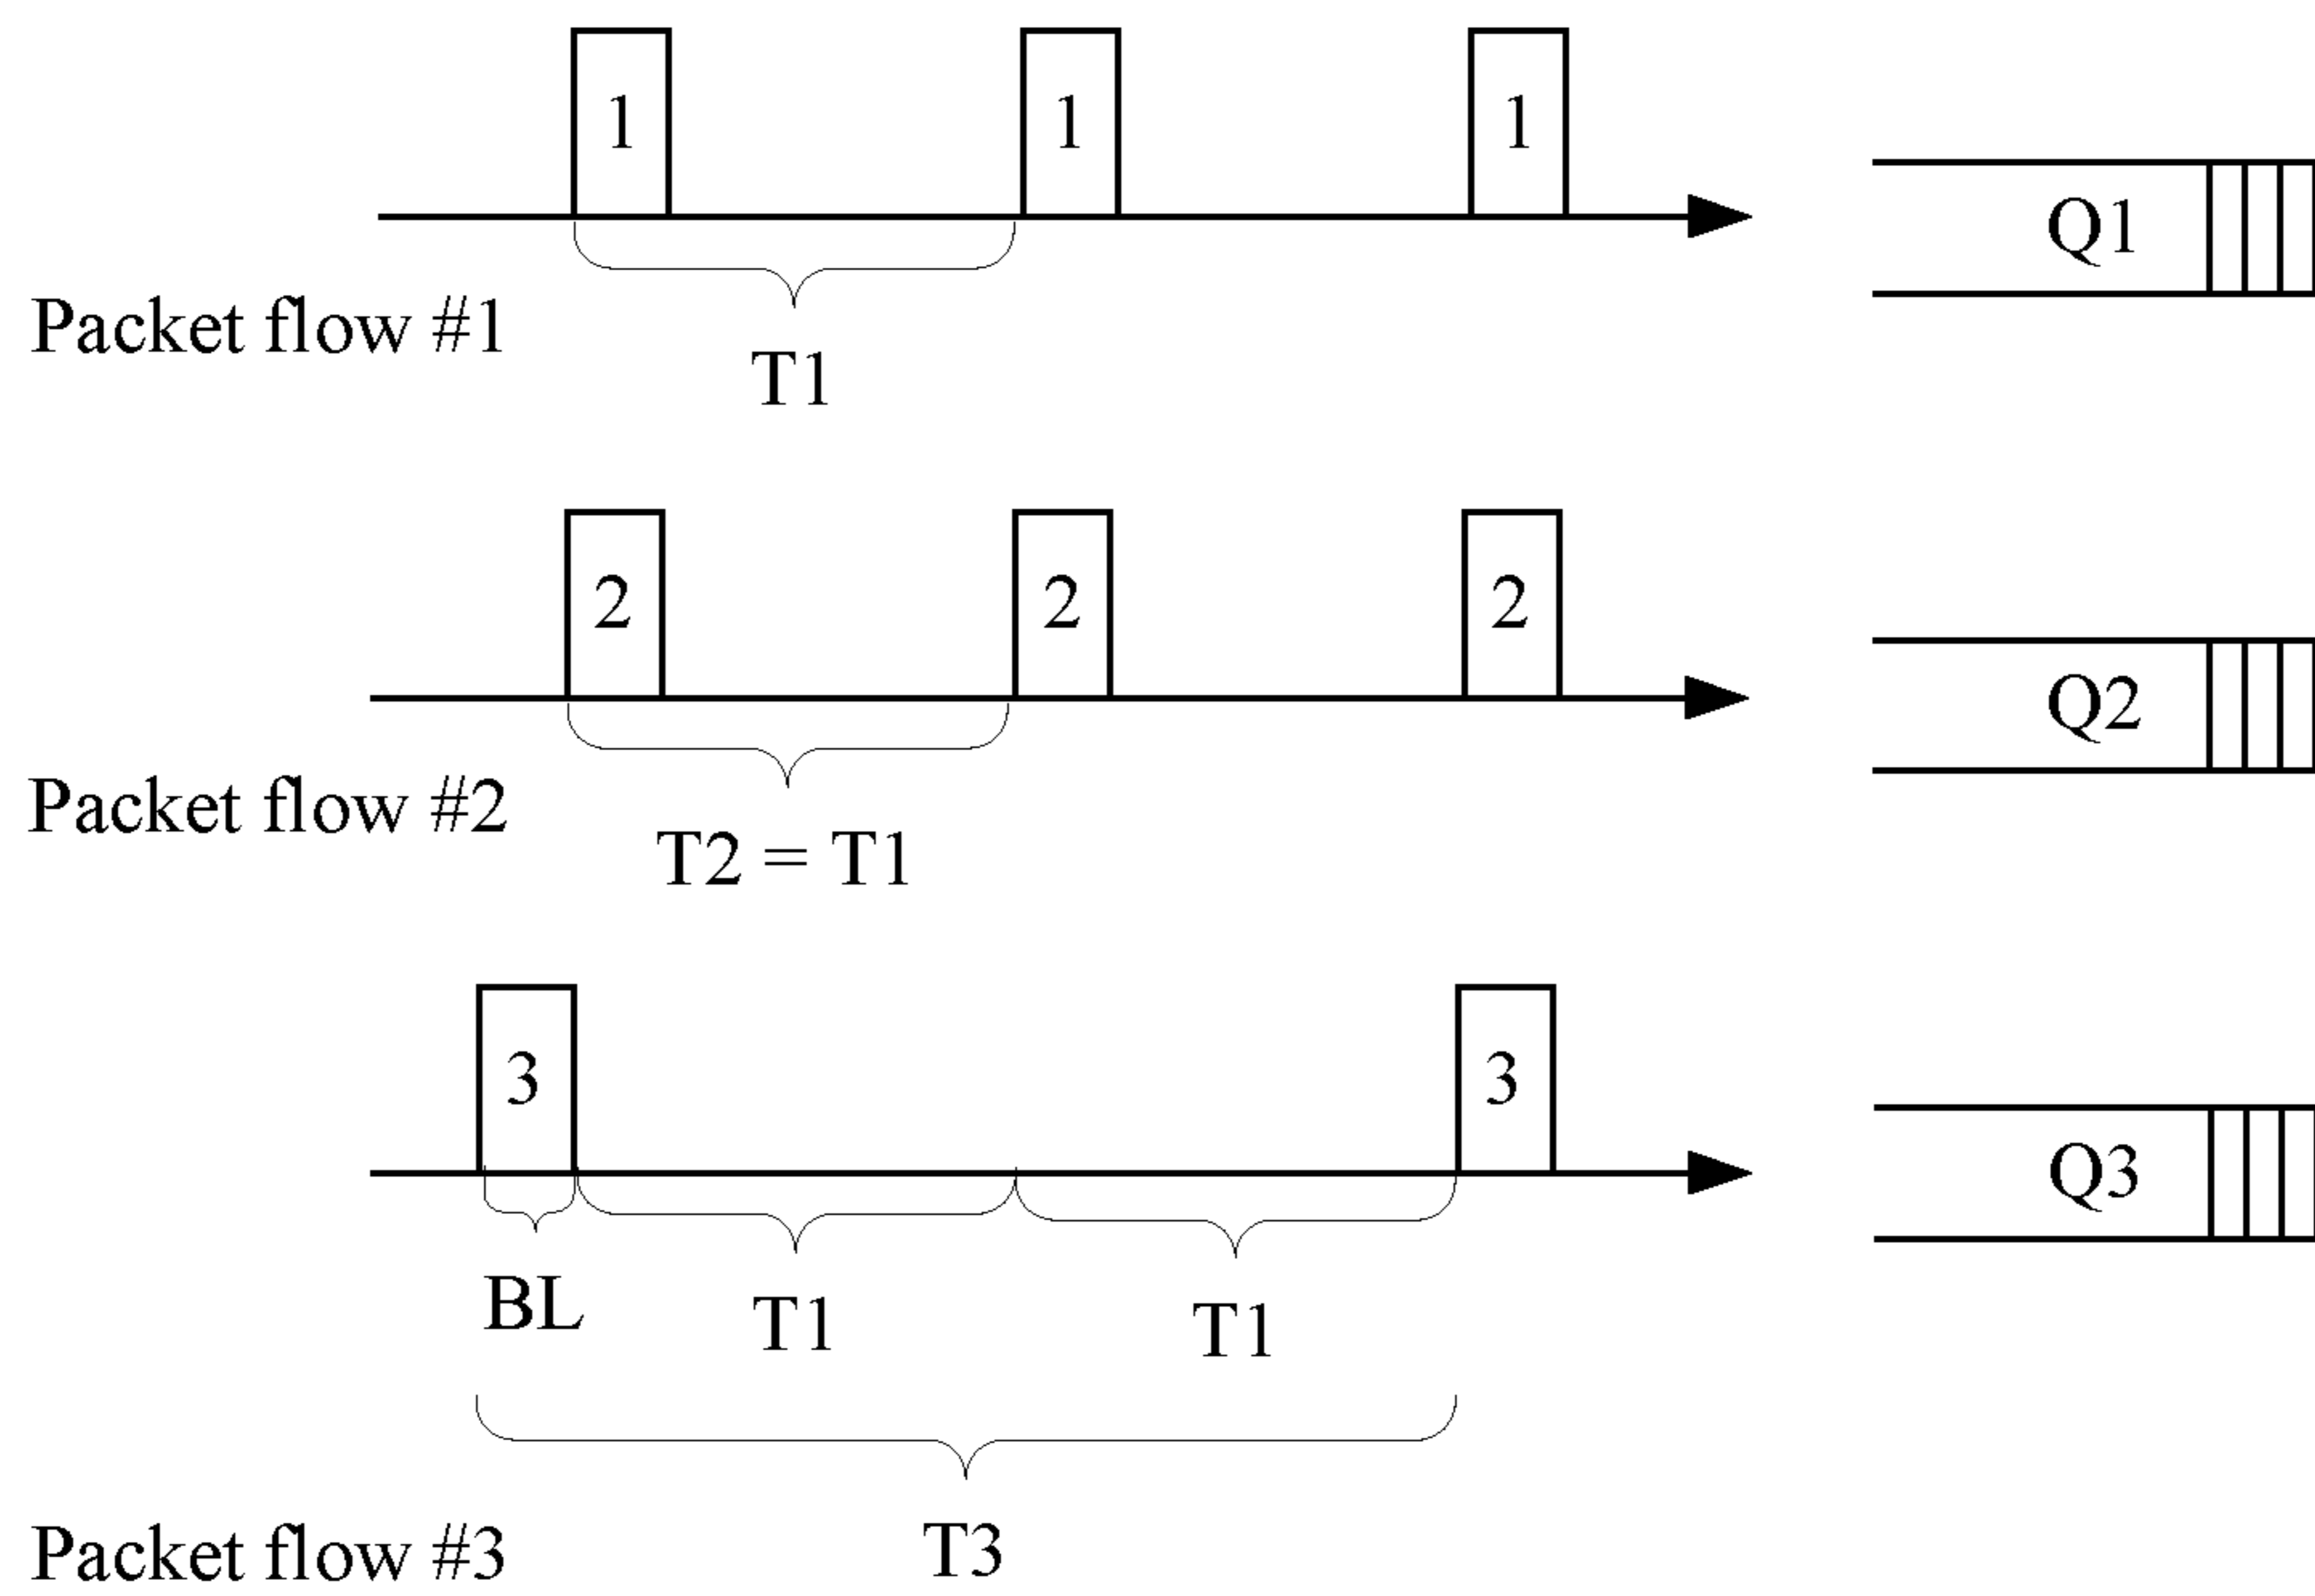 1 1 1
Q1
Packet flow #1
T1
2 2 2
Q2
Packet flow #2
T2 = T1
3 3
Q3
BL T1 T1
T3
Packet flow #3